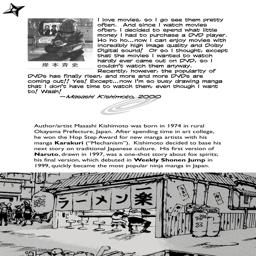 I love movies, so I go see them pretty
often. And since I watch movies
often, I decided to spend what little
money I had to purchase a DVD player.
Ho ho ho...now I can enjoy movies with
incredibly high quality and Dolby
Digital sound! Or so I thought, except
that the movies I wanted to watch
hardly ever came out on DVD, so I
couldn't watch them anyway.
Recently, however, the popularity of
DVDs has finally risen, and more and more DVDs are
coming out!! Yes! Except...now I'm so busy drawing manga
that I don't have time to watch them even though I want
to! Waah!
岸本斉史
—Masashi Kishimoto, 2000
Author/artist Masashi Kishimoto was born in 1974 in rural
Okayama Prefecture, Japan. After spending time in art college,
he won the Hop Step Award for new manga artists with his
manga Karakuri ("Mechanism"). Kishimoto decided to base his
next story on traditional Japanese culture. His first version of
Naruto, drawn in 1997, was a one-shot story about fox spirits;
his final version, which debuted in Weekly Shonen Jump in
1999, quickly became the most popular ninja manga in Japan.
ラーメン 楽